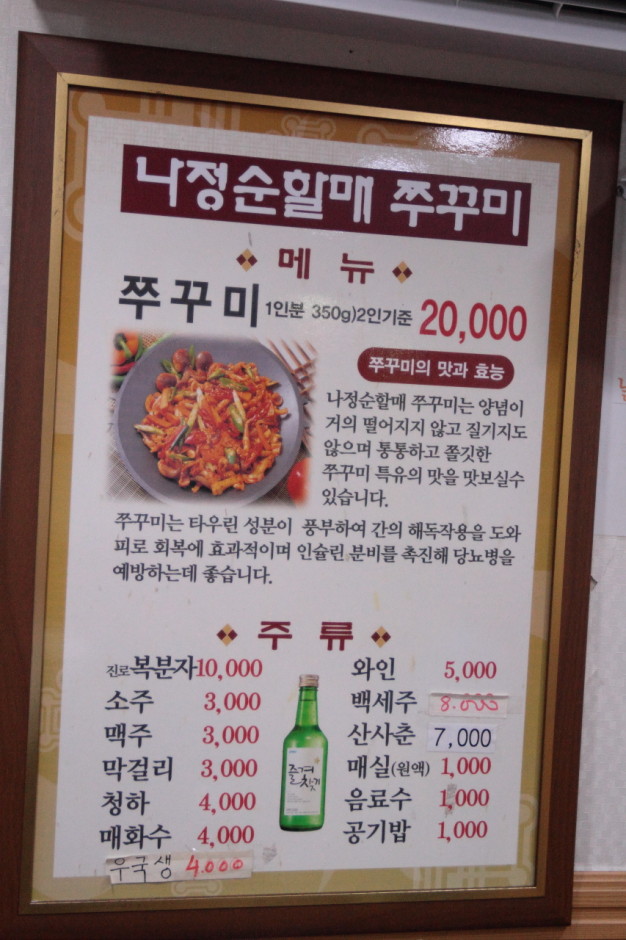 나정순할매 쭈꾸미
메 뉴
쭈꾸미 1인분 350g)2인기준 20,000
쭈꾸미의 맛과 효능
나정순할매 쭈꾸미는 양념이
거의 떨어지지 않고 질기지도
않으며 통통하고 쫄깃한
쭈꾸미 특유의 맛을 맛보실수
있습니다.
쭈꾸미는 타우린 성분이 풍부하여 간의 해독작용을 도와
피로 회복에 효과적이며 인슐린 분비를 촉진해 당뇨병을
예방하는데 좋습니다.
주 류
진로복분자 10,000
소주 3,000
맥주 3,000
막걸리 3,000
청하 4,000
매화수 4,000
우국생 4.000
즐겨
찾기
와인 5,000
백세주 8.000
산사춘 7,000
매실(원액) 1,000
음료수 1,000
공기밥 1,000